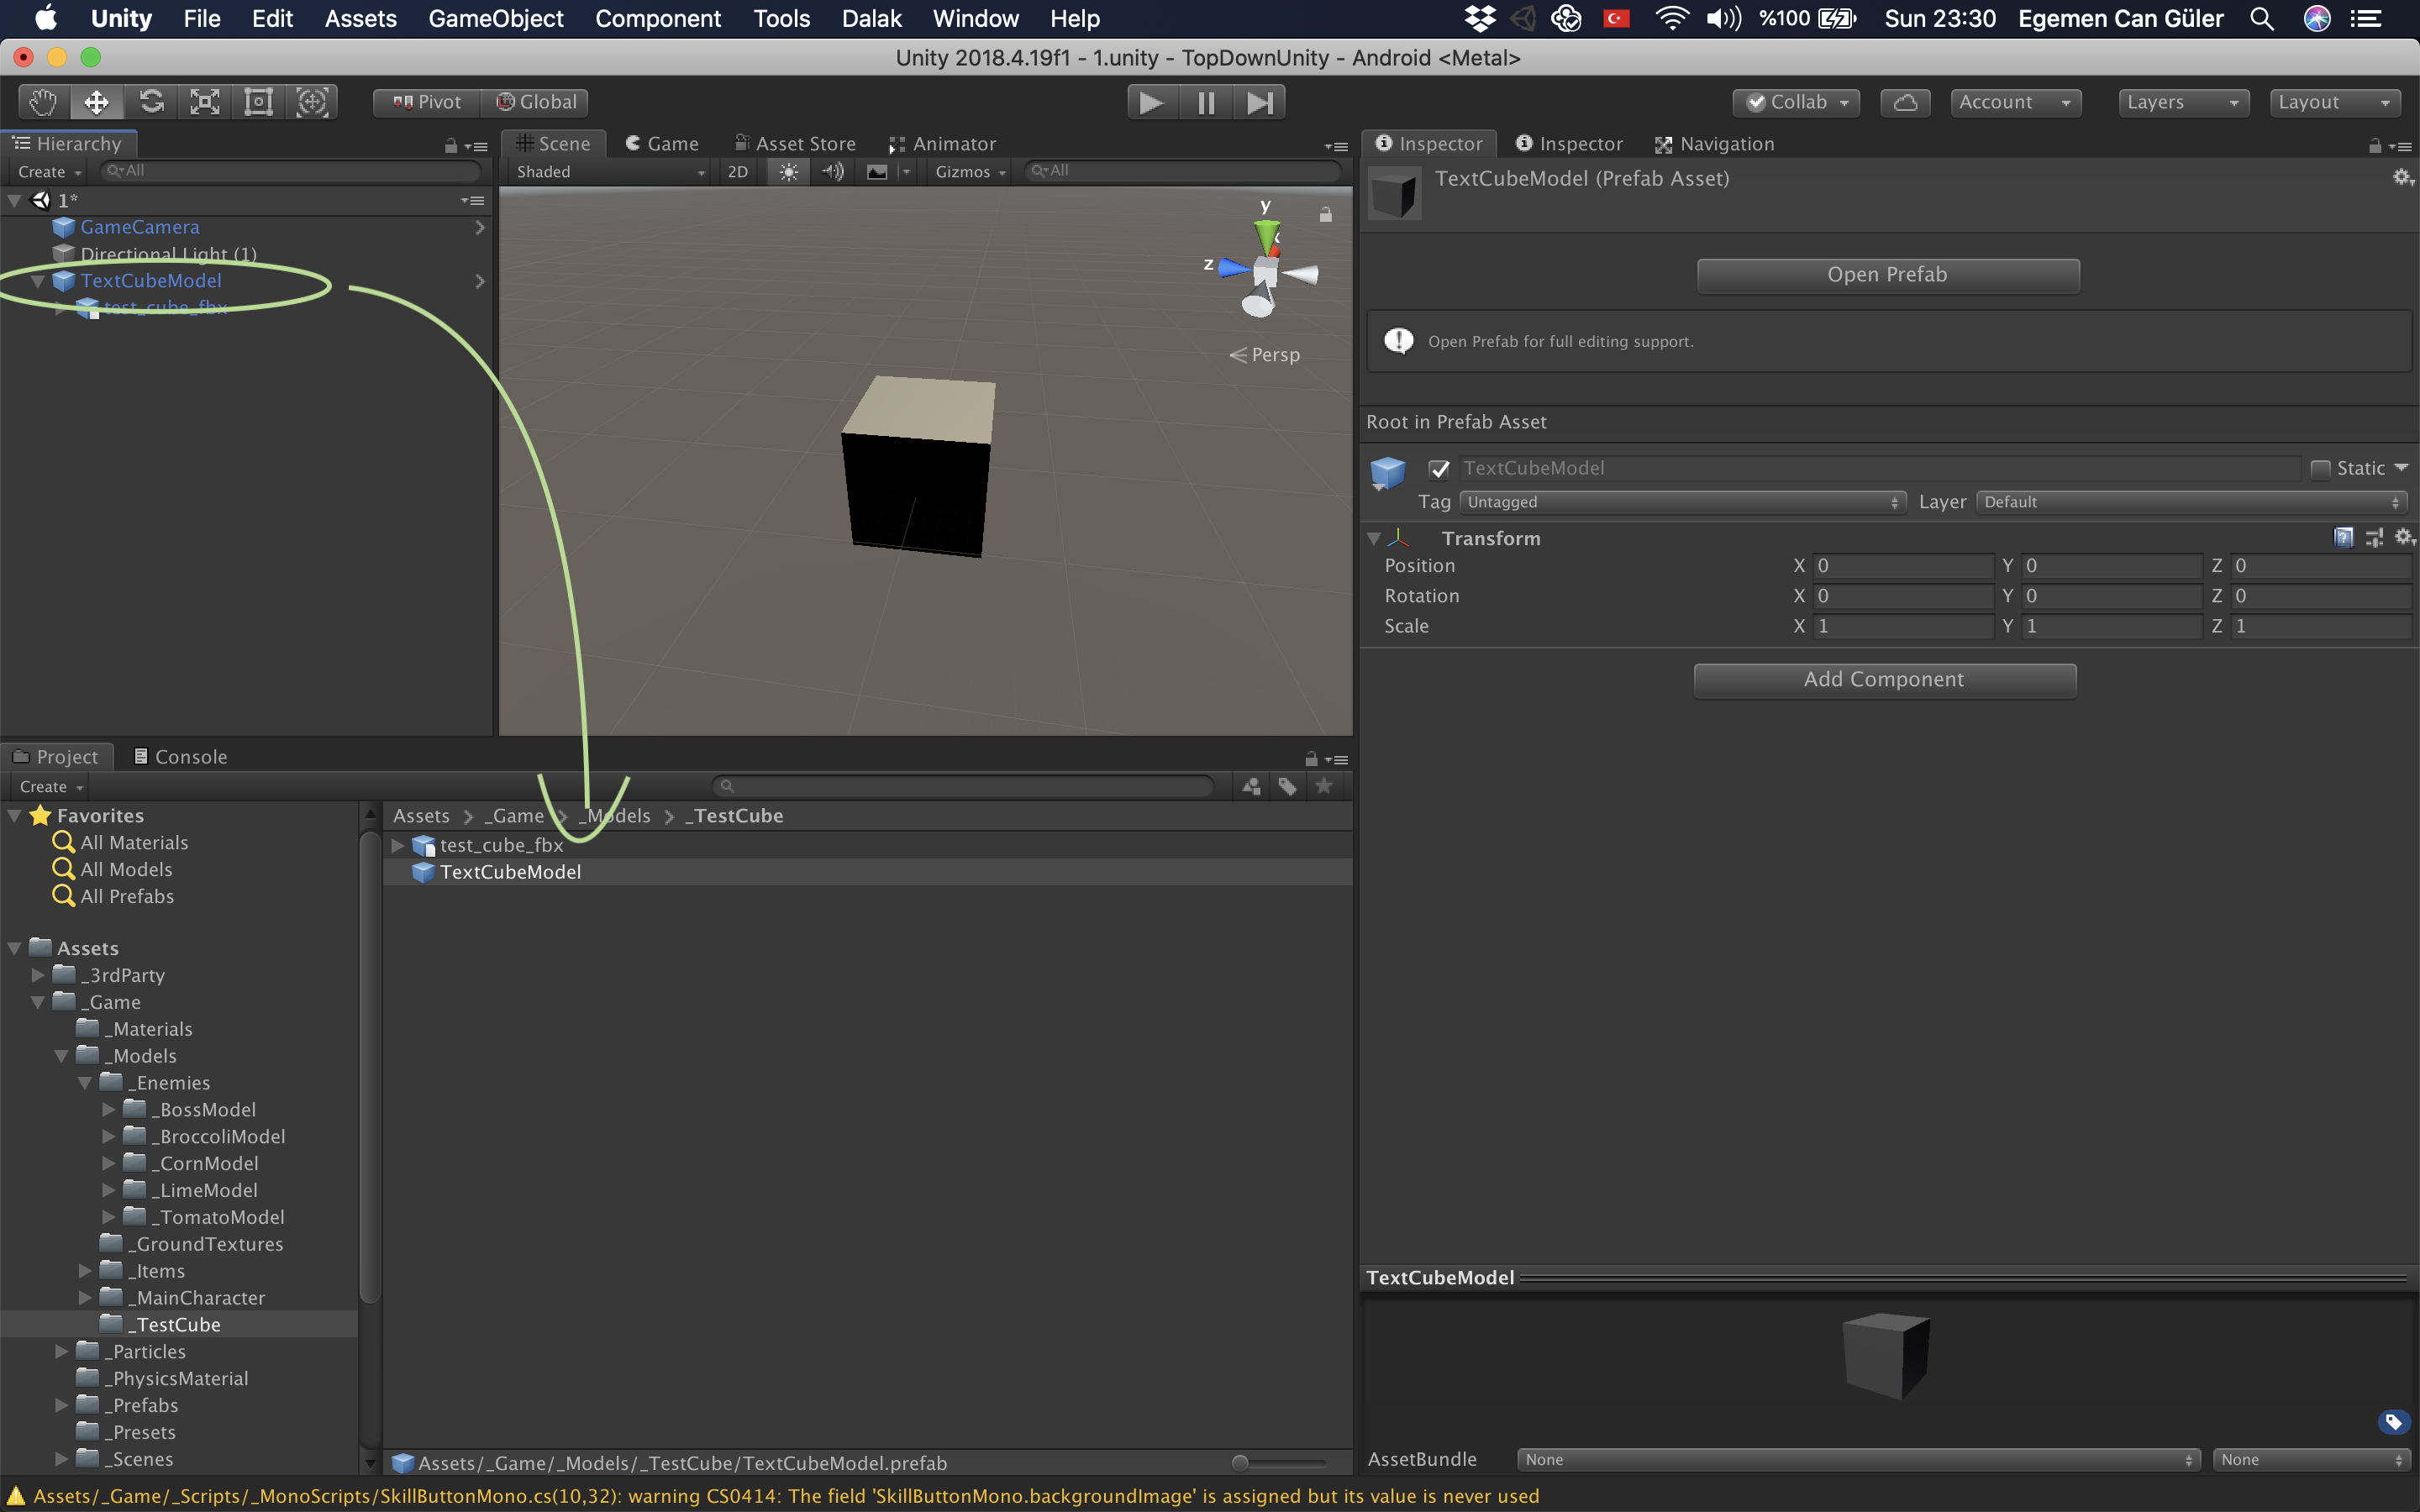 Unity File Edit Assets GameObject Component Tools Dalak Window Help %100 Sun 23:30 Egemen Can Güler
Unity 2018.4.19f1 - 1.unity - TopDownUnity - Android <Metal>
Pivot Global Collab Account Layers Layout
Hierarchy
Create All
1*
GameCamera
Directional Light (1)
TextCubeModel
test_cube_fbx
Scene Game Asset Store Animator
Shaded 2D Gizmos All
y
x
z
Persp
Inspector Inspector Navigation
TextCubeModel (Prefab Asset)
Open Prefab
Open Prefab for full editing support.
Root in Prefab Asset
TextCubeModel Static
Tag Untagged Layer Default
Transform
Position X 0 Y 0 Z 0
Rotation X 0 Y 0 Z 0
Scale X 1 Y 1 Z 1
Add Component
Project Console
Create
Favorites
All Materials
All Models
All Prefabs
Assets
_3rdParty
_Game
_Materials
_Models
_Enemies
_BossModel
_BroccoliModel
_CornModel
_LimeModel
_TomatoModel
_GroundTextures
_Items
_MainCharacter
_TestCube
_Particles
_PhysicsMaterial
_Prefabs
_Presets
_Scenes
Assets _Game _Models _TestCube
test_cube_fbx
TextCubeModel
Assets/_Game/_Models/_TestCube/TextCubeModel.prefab
TextCubeModel
AssetBundle None None
Assets/_Game/_Scripts/_MonoScripts/SkillButtonMono.cs(10,32): warning CS0414: The field 'SkillButtonMono.backgroundImage' is assigned but its value is never used